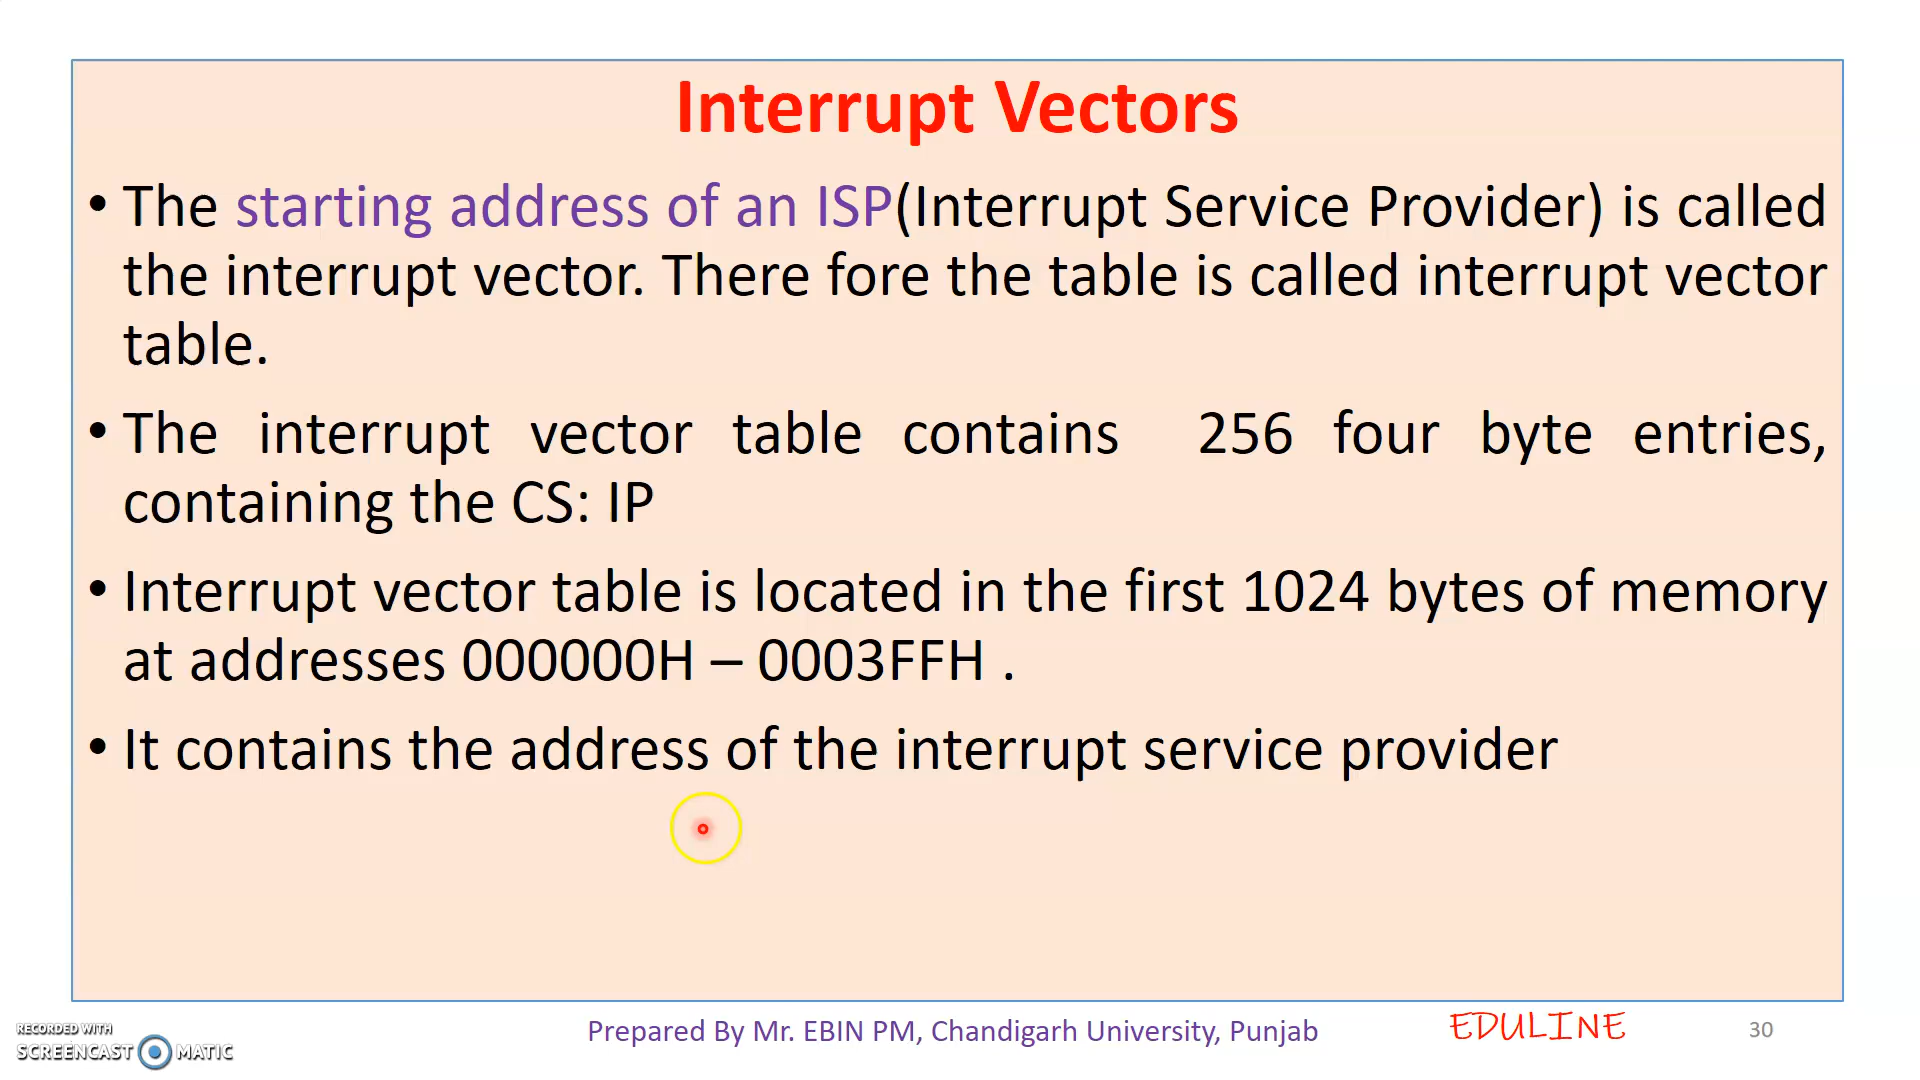 Interrupt Vectors
• The starting address of an ISP(Interrupt Service Provider) is called
the interrupt vector. There fore the table is called interrupt vector
table.
• The interrupt vector table contains 256 four byte entries,
containing the CS: IP
• Interrupt vector table is located in the first 1024 bytes of memory
at addresses 000000H – 0003FFH .
• It contains the address of the interrupt service provider
Prepared By Mr. EBIN PM, Chandigarh University, Punjab EDULINE 30
RECORDED WITH
SCREENCAST MATIC